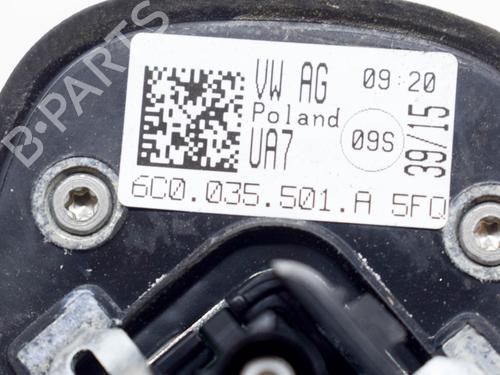 VW AG 09:20
Poland
UA7 09S 39/15
6C0.035.501.A 5FQ
B-PARTS